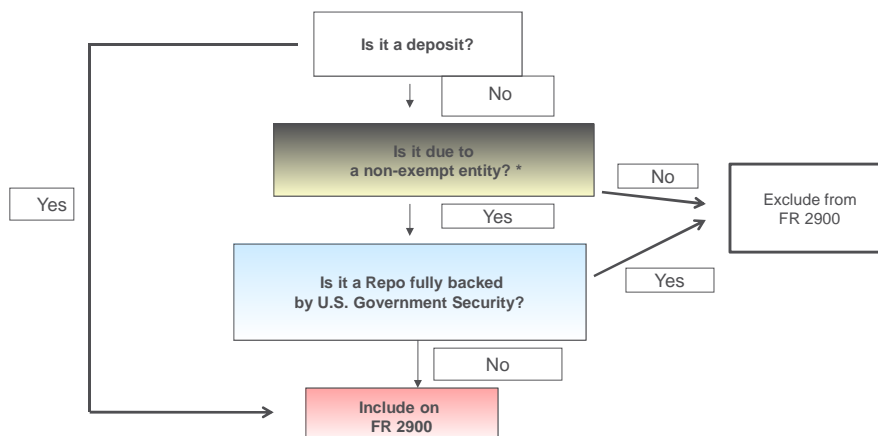 Is it a deposit?
No
Is it due to
a non-exempt entity? *
No
Yes
Yes
Exclude from
FR 2900
Is it a Repo fully backed
by U.S. Government Security?
Yes
No
Include on
FR 2900